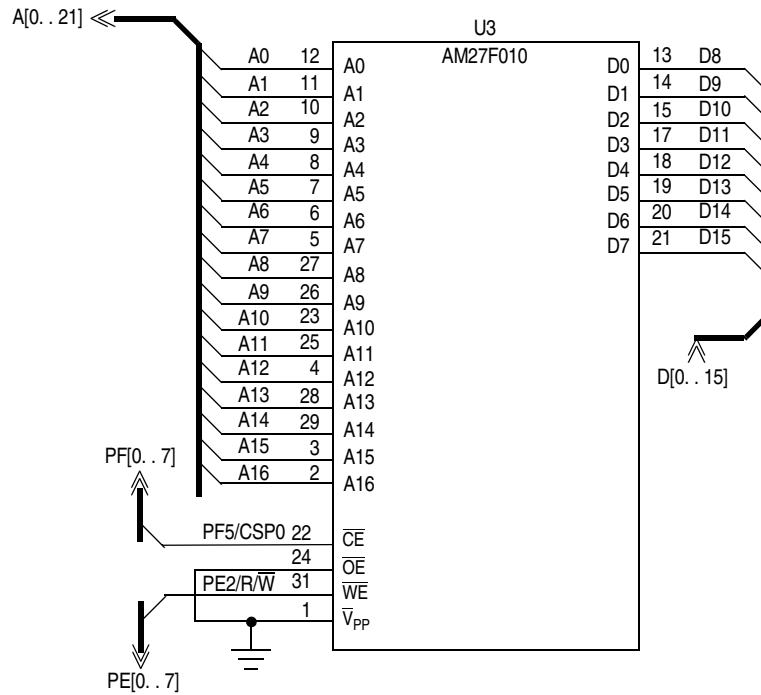 A[0. . 21]
U3
AM27F010
A0 12 A0 D0 13 D8
A1 11 A1 D1 14 D9
A2 10 A2 D2 15 D10
A3 9 A3 D3 17 D11
A4 8 A4 D4 18 D12
A5 7 A5 D5 19 D13
A6 6 A6 D6 20 D14
A7 5 A7 D7 21 D15
A8 27 A8
A9 26 A9
A10 23 A10
A11 25 A11
A12 4 A12
D[0. . 15]
A13 28 A13
A14 29 A14
A15 3 A15
PF[0. . 7]
A16 2 A16
PF5/CSP0 22 C̅E̅
24 O̅E̅
PE2/R/W̅ 31 W̅E̅
1 V̅PP
PE[0. . 7]